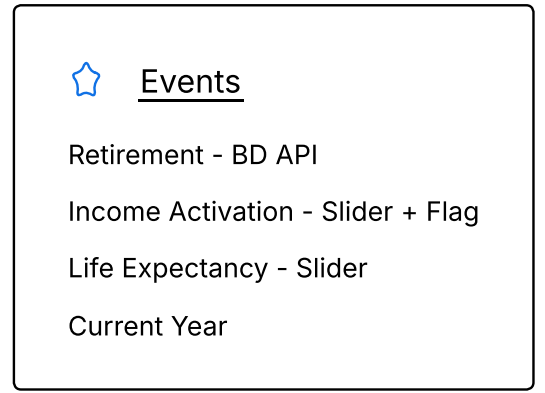 Events
Retirement - BD API
Income Activation - Slider + Flag
Life Expectancy - Slider
Current Year